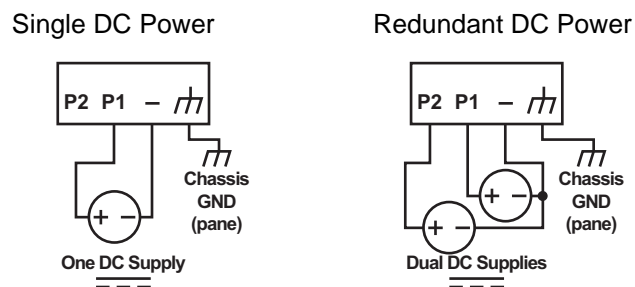 Single DC Power
P2 P1 –
+ –
Chassis
GND
(pane)
One DC Supply
Redundant DC Power
P2 P1 –
+ –
+ –
Chassis
GND
(pane)
Dual DC Supplies